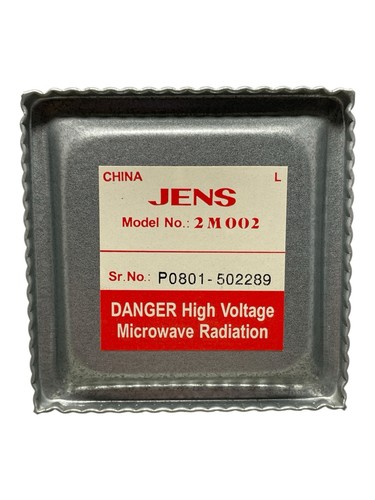 CHINA L
JENS
Model No.: 2M002
Sr.No.: P0801-502289
DANGER High Voltage
Microwave Radiation